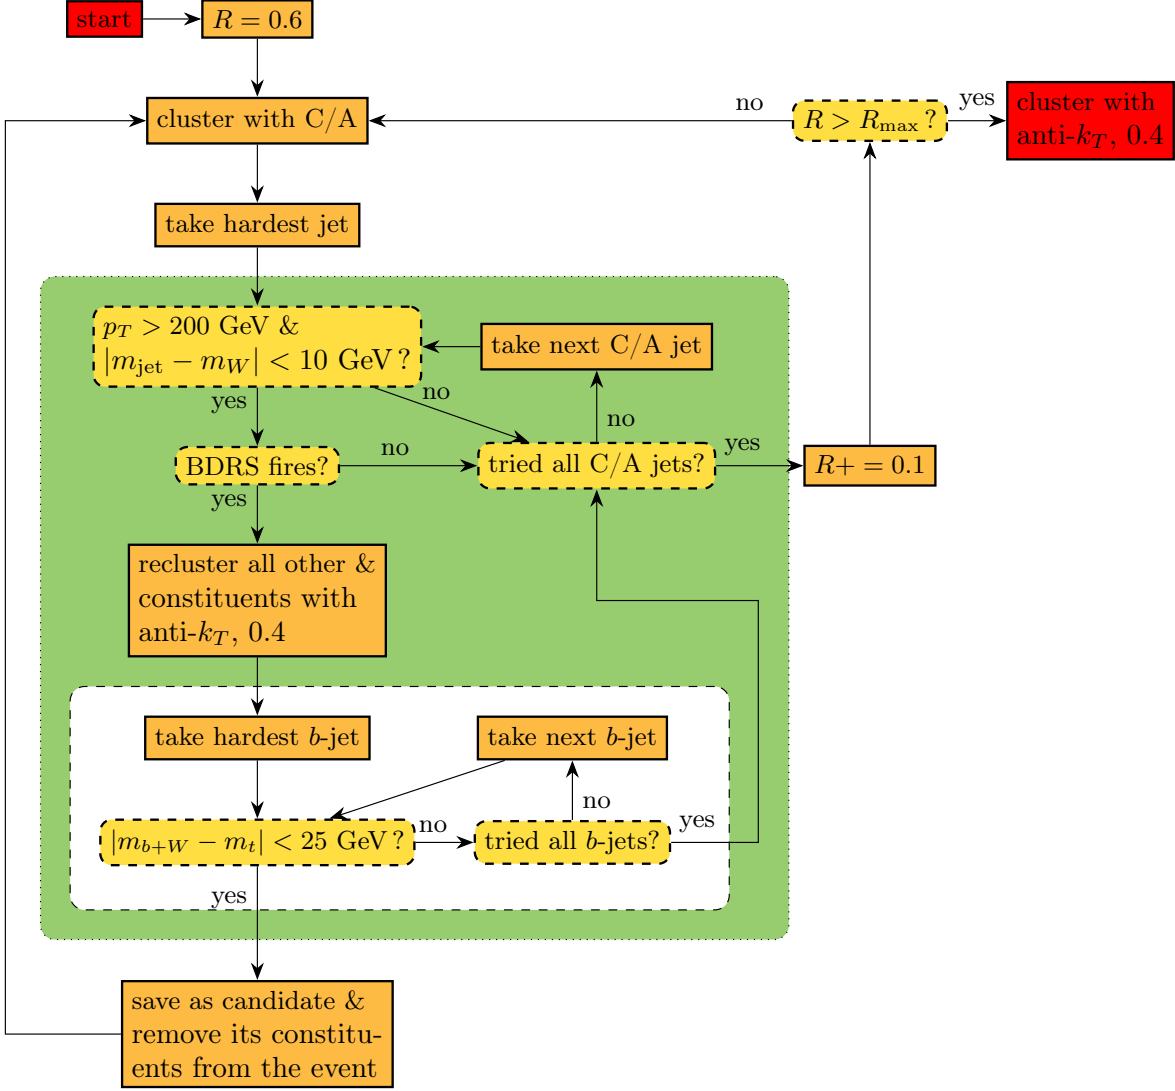 start
R = 0.6
cluster with C/A
no
R > R_max ?
yes
cluster with
anti-k_T, 0.4
take hardest jet
p_T > 200 GeV &
|m_jet − m_W| < 10 GeV ?
take next C/A jet
yes
no
no
BDRS fires?
no
tried all C/A jets?
yes
R+ = 0.1
yes
recluster all other &
constituents with
anti-k_T, 0.4
take hardest b-jet
take next b-jet
no
|m_{b+W} − m_t| < 25 GeV ?
no
tried all b-jets?
yes
yes
save as candidate &
remove its constitu-
ents from the event